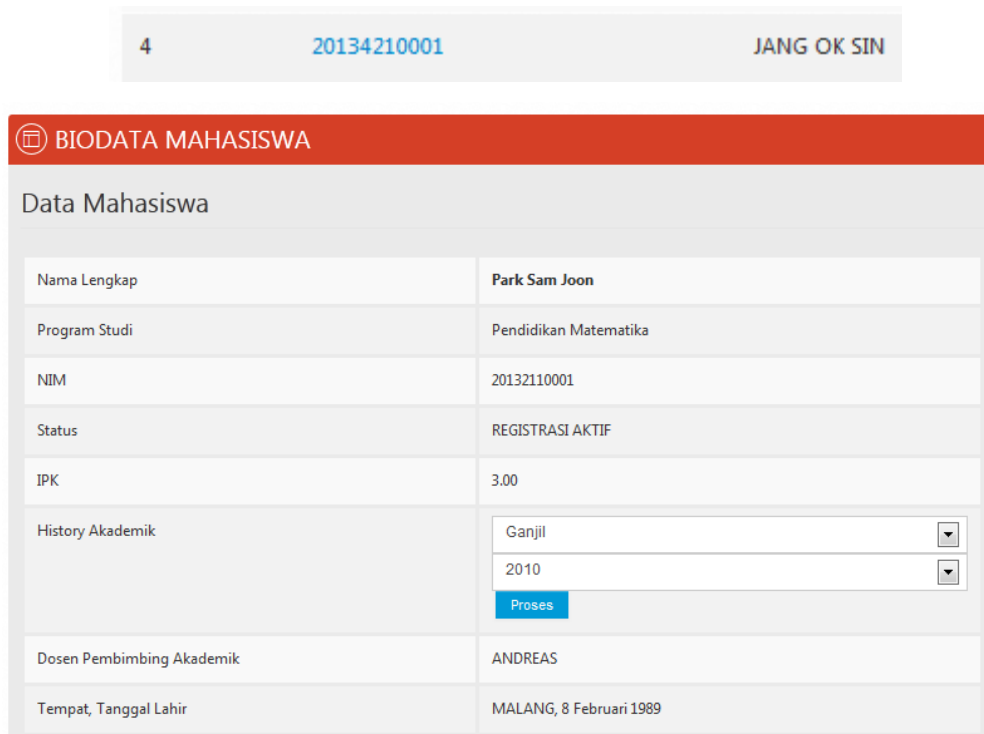 4 20134210001 JANG OK SIN
BIODATA MAHASISWA
Data Mahasiswa
Nama Lengkap Park Sam Joon
Program Studi Pendidikan Matematika
NIM 20132110001
Status REGISTRASI AKTIF
IPK 3.00
History Akademik Ganjil
2010
Proses
Dosen Pembimbing Akademik ANDREAS
Tempat, Tanggal Lahir MALANG, 8 Februari 1989